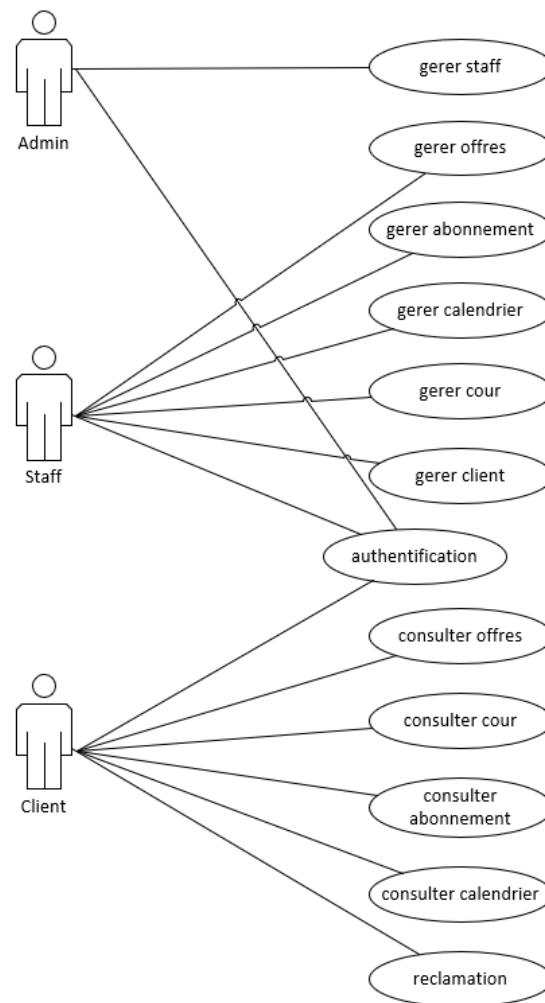 gerer staff
Admin
gerer offres
gerer abonnement
gerer calendrier
gerer cour
Staff
gerer client
authentification
consulter offres
consulter cour
Client
consulter
abonnement
consulter calendrier
reclamation